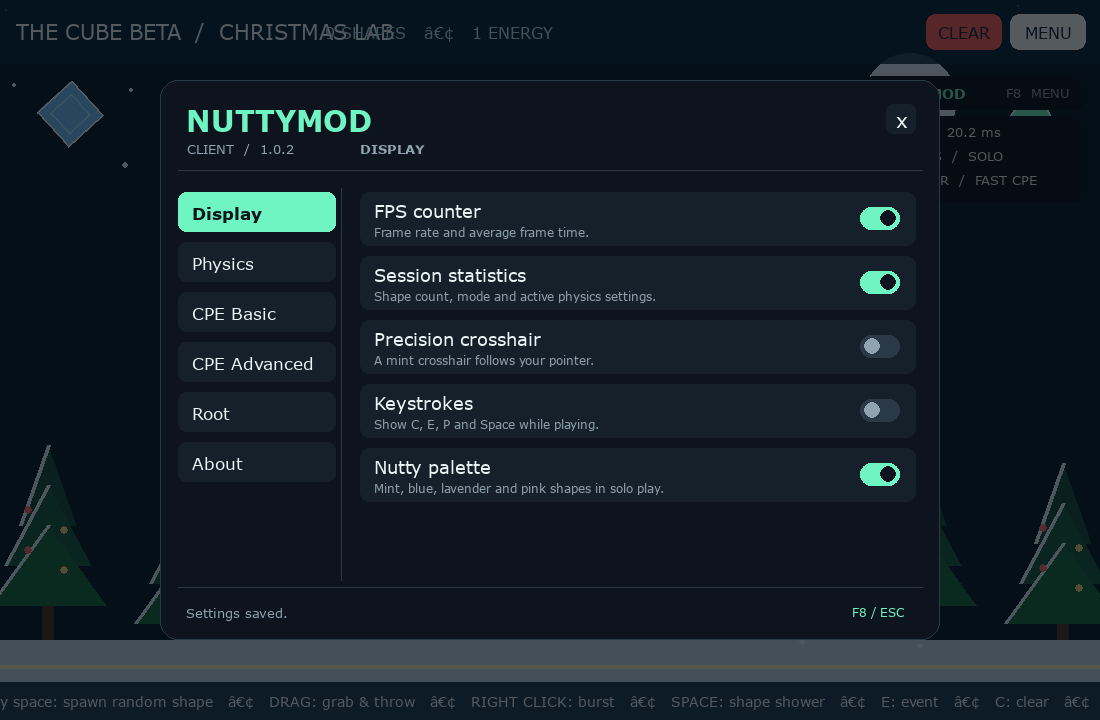 THE CUBE BETA / CHRISTMAS LAB
SHAPES â€¢ 1 ENERGY
CLEAR
MENU
F8 MENU
20.2 ms
/ SOLO
/ FAST CPE
NUTTYMOD
CLIENT / 1.0.2
DISPLAY
x
Display
Physics
CPE Basic
CPE Advanced
Root
About
FPS counter
Frame rate and average frame time.
Session statistics
Shape count, mode and active physics settings.
Precision crosshair
A mint crosshair follows your pointer.
Keystrokes
Show C, E, P and Space while playing.
Nutty palette
Mint, blue, lavender and pink shapes in solo play.
Settings saved.
F8 / ESC
y space: spawn random shape â€¢ DRAG: grab & throw â€¢ RIGHT CLICK: burst â€¢ SPACE: shape shower â€¢ E: event â€¢ C: clear â€¢